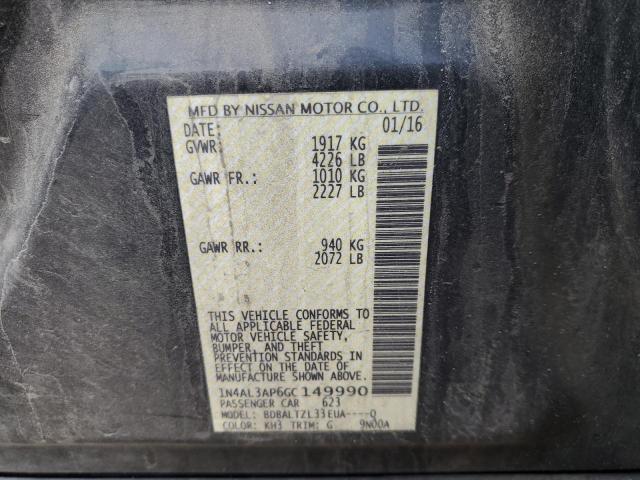 MFD BY NISSAN MOTOR CO., LTD.
DATE: 01/16
GVWR: 1917 KG
4226 LB
GAWR FR.: 1010 KG
2227 LB
GAWR RR.: 940 KG
2072 LB
THIS VEHICLE CONFORMS TO
ALL APPLICABLE FEDERAL
MOTOR VEHICLE SAFETY,
BUMPER, AND THEFT
PREVENTION STANDARDS IN
EFFECT ON THE DATE OF
MANUFACTURE SHOWN ABOVE.
1N4AL3AP6GC149990
PASSENGER CAR 623
MODEL: BDBALTZL33EUA----Q
COLOR: KH3 TRIM: G 9N00A